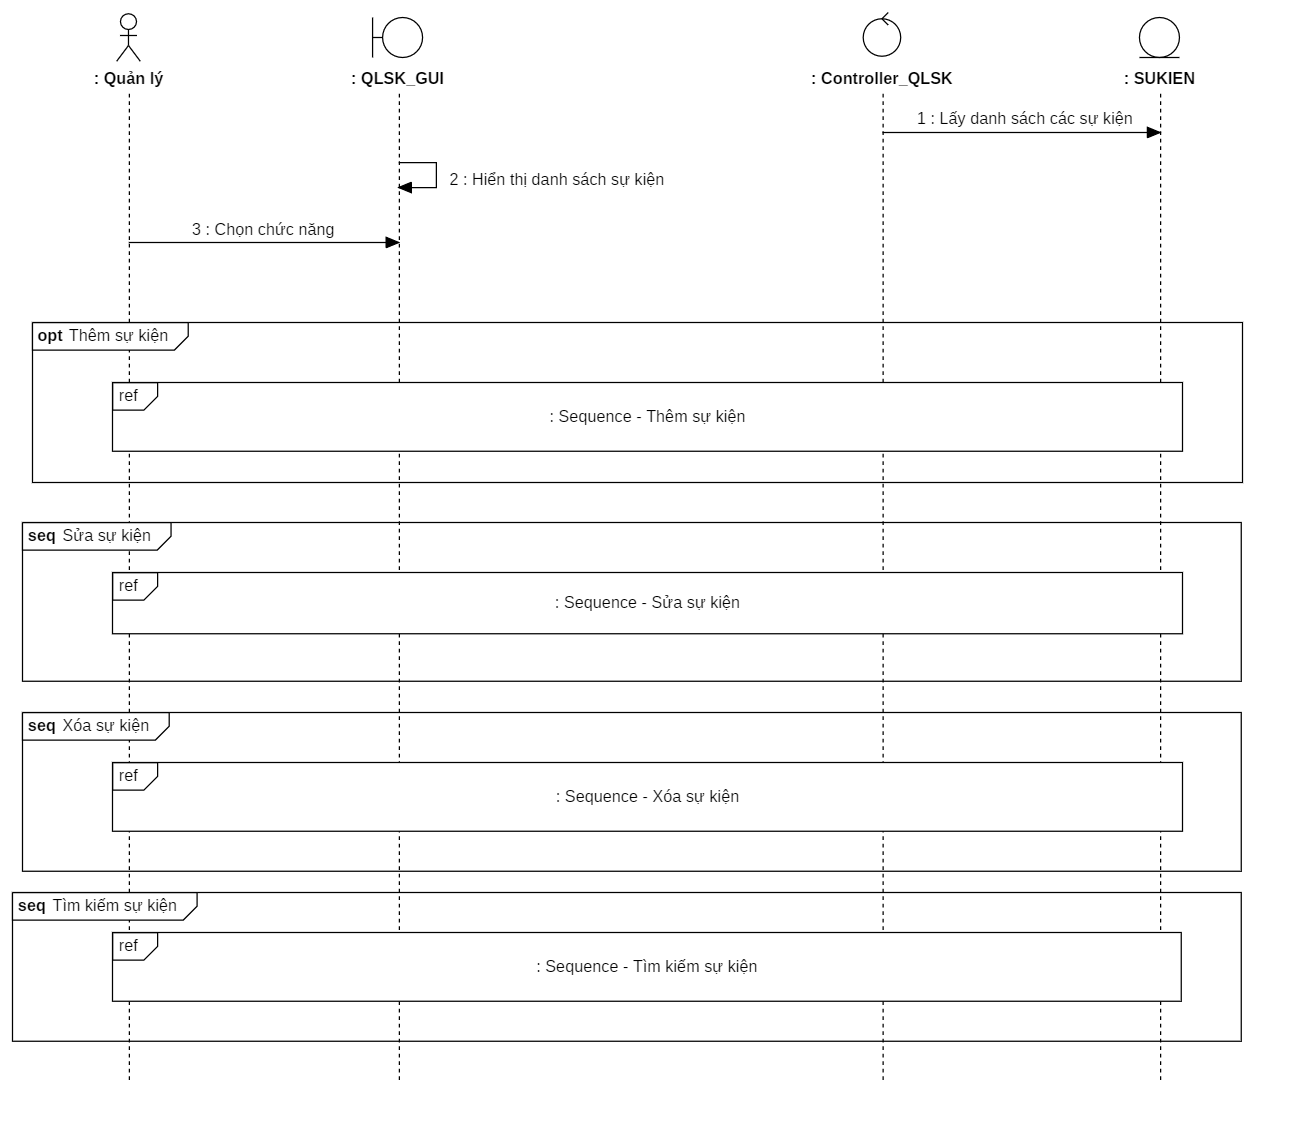 : Quản lý
: QLSK_GUI
: Controller_QLSK
: SUKIEN
1 : Lấy danh sách các sự kiện
2 : Hiển thị danh sách sự kiện
3 : Chọn chức năng
opt Thêm sự kiện
ref
: Sequence - Thêm sự kiện
seq Sửa sự kiện
ref
: Sequence - Sửa sự kiện
seq Xóa sự kiện
ref
: Sequence - Xóa sự kiện
seq Tìm kiếm sự kiện
ref
: Sequence - Tìm kiếm sự kiện